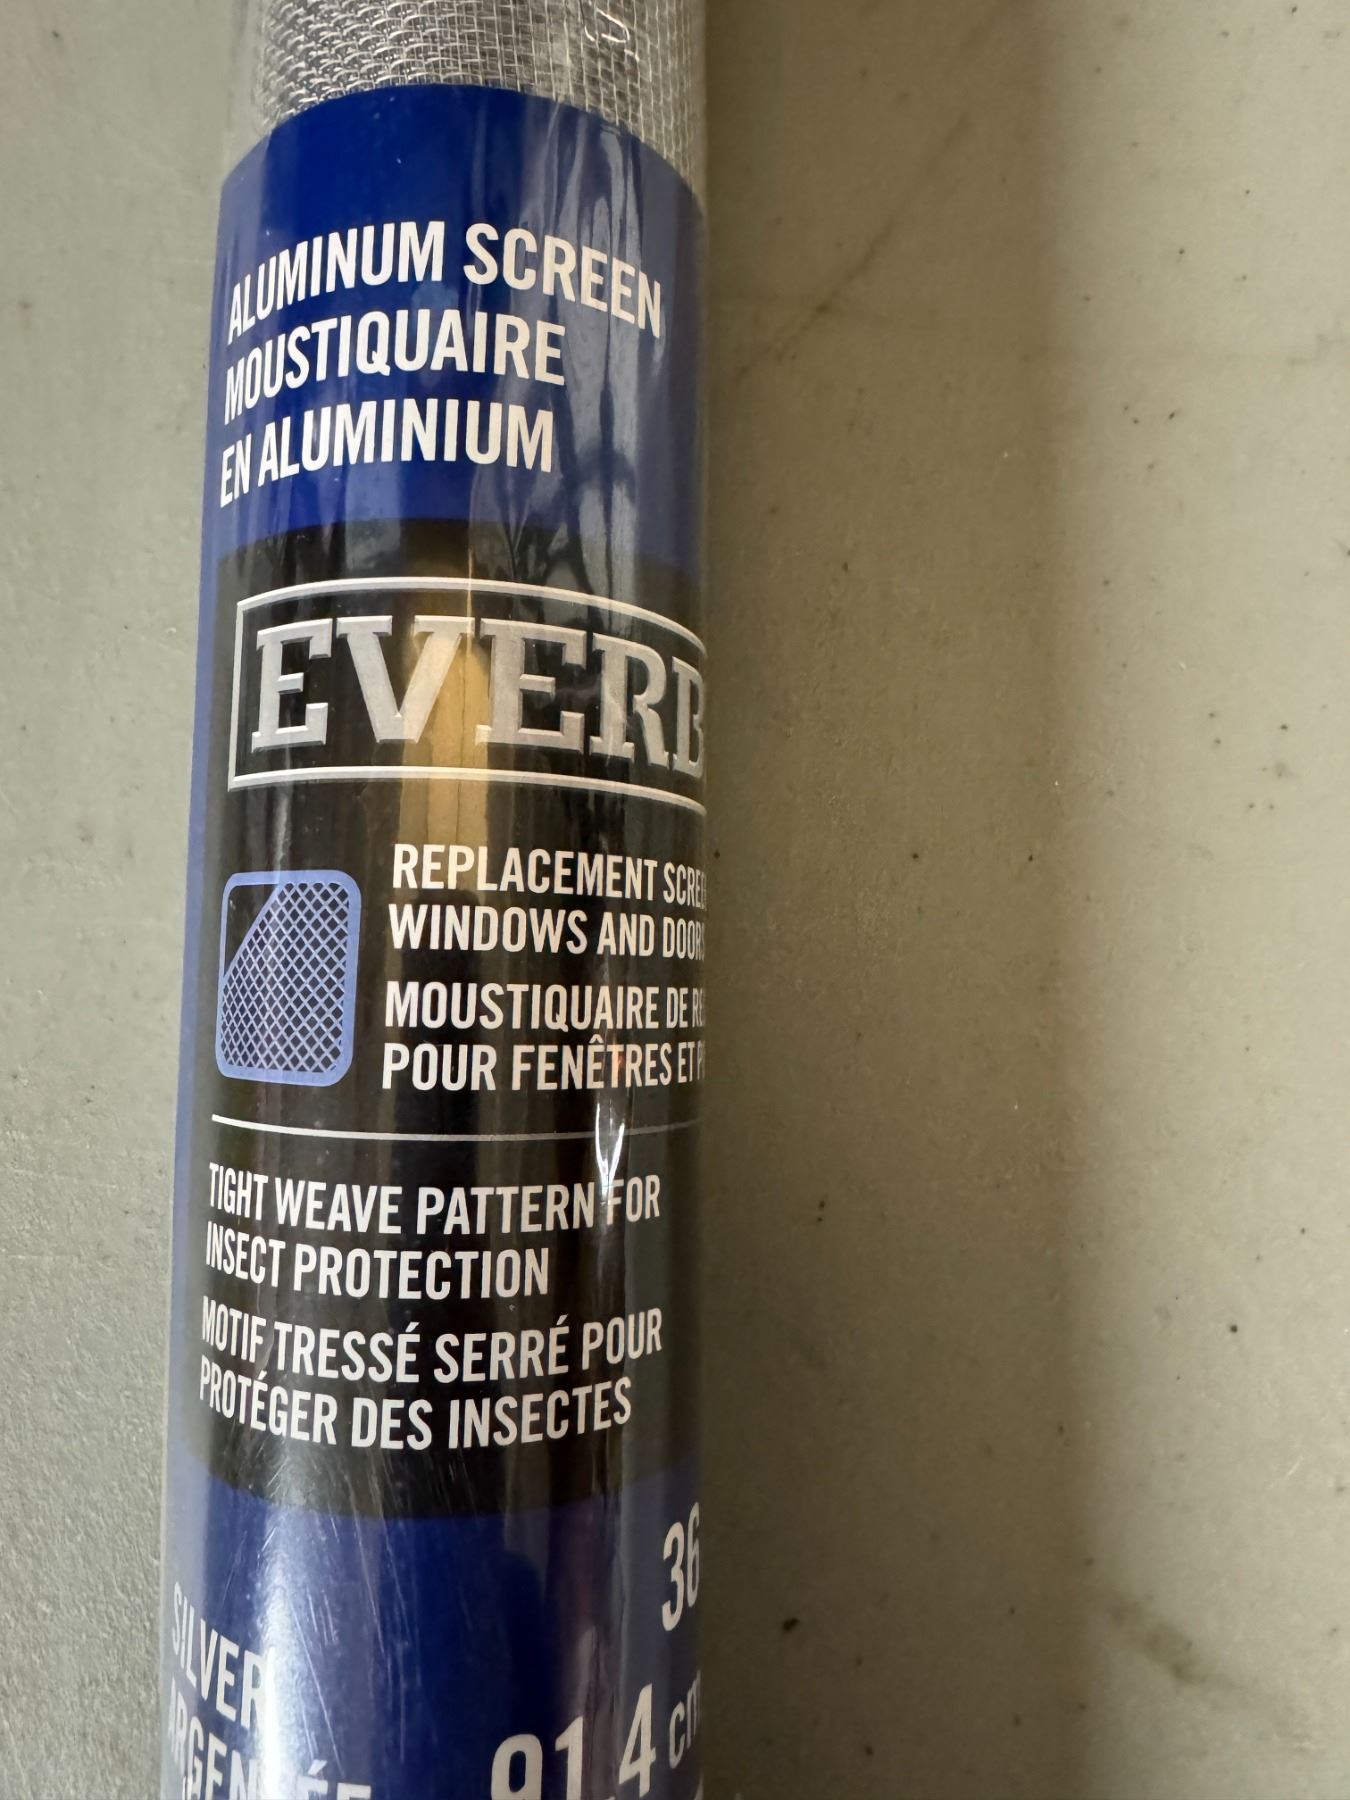 ALUMINUM SCREEN
MOUSTIQUAIRE
EN ALUMINIUM
EVERB
REPLACEMENT SCREE
WINDOWS AND DOORS
MOUSTIQUAIRE DE RE
POUR FENÊTRES ET P
TIGHT WEAVE PATTERN FOR
INSECT PROTECTION
MOTIF TRESSÉ SERRÉ POUR
PROTÉGER DES INSECTES
36
SILVER
ARGENTÉE
91,4 cm